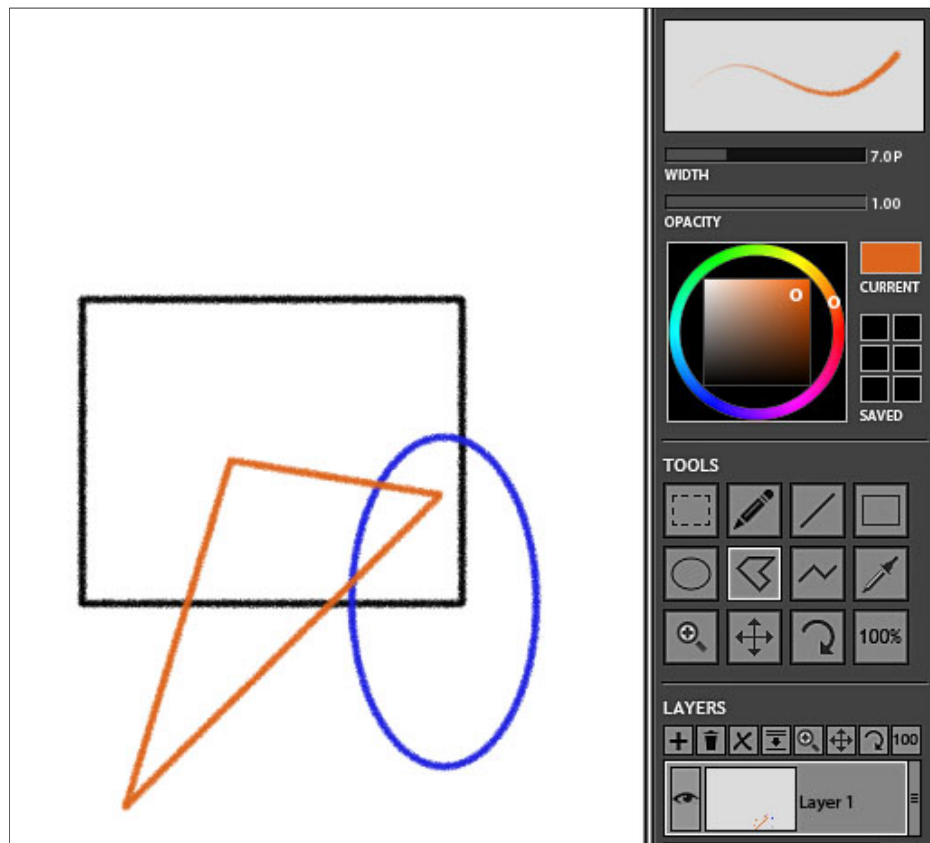 7.0P
WIDTH
1.00
OPACITY
CURRENT
SAVED
TOOLS
100%
LAYERS
100
Layer 1